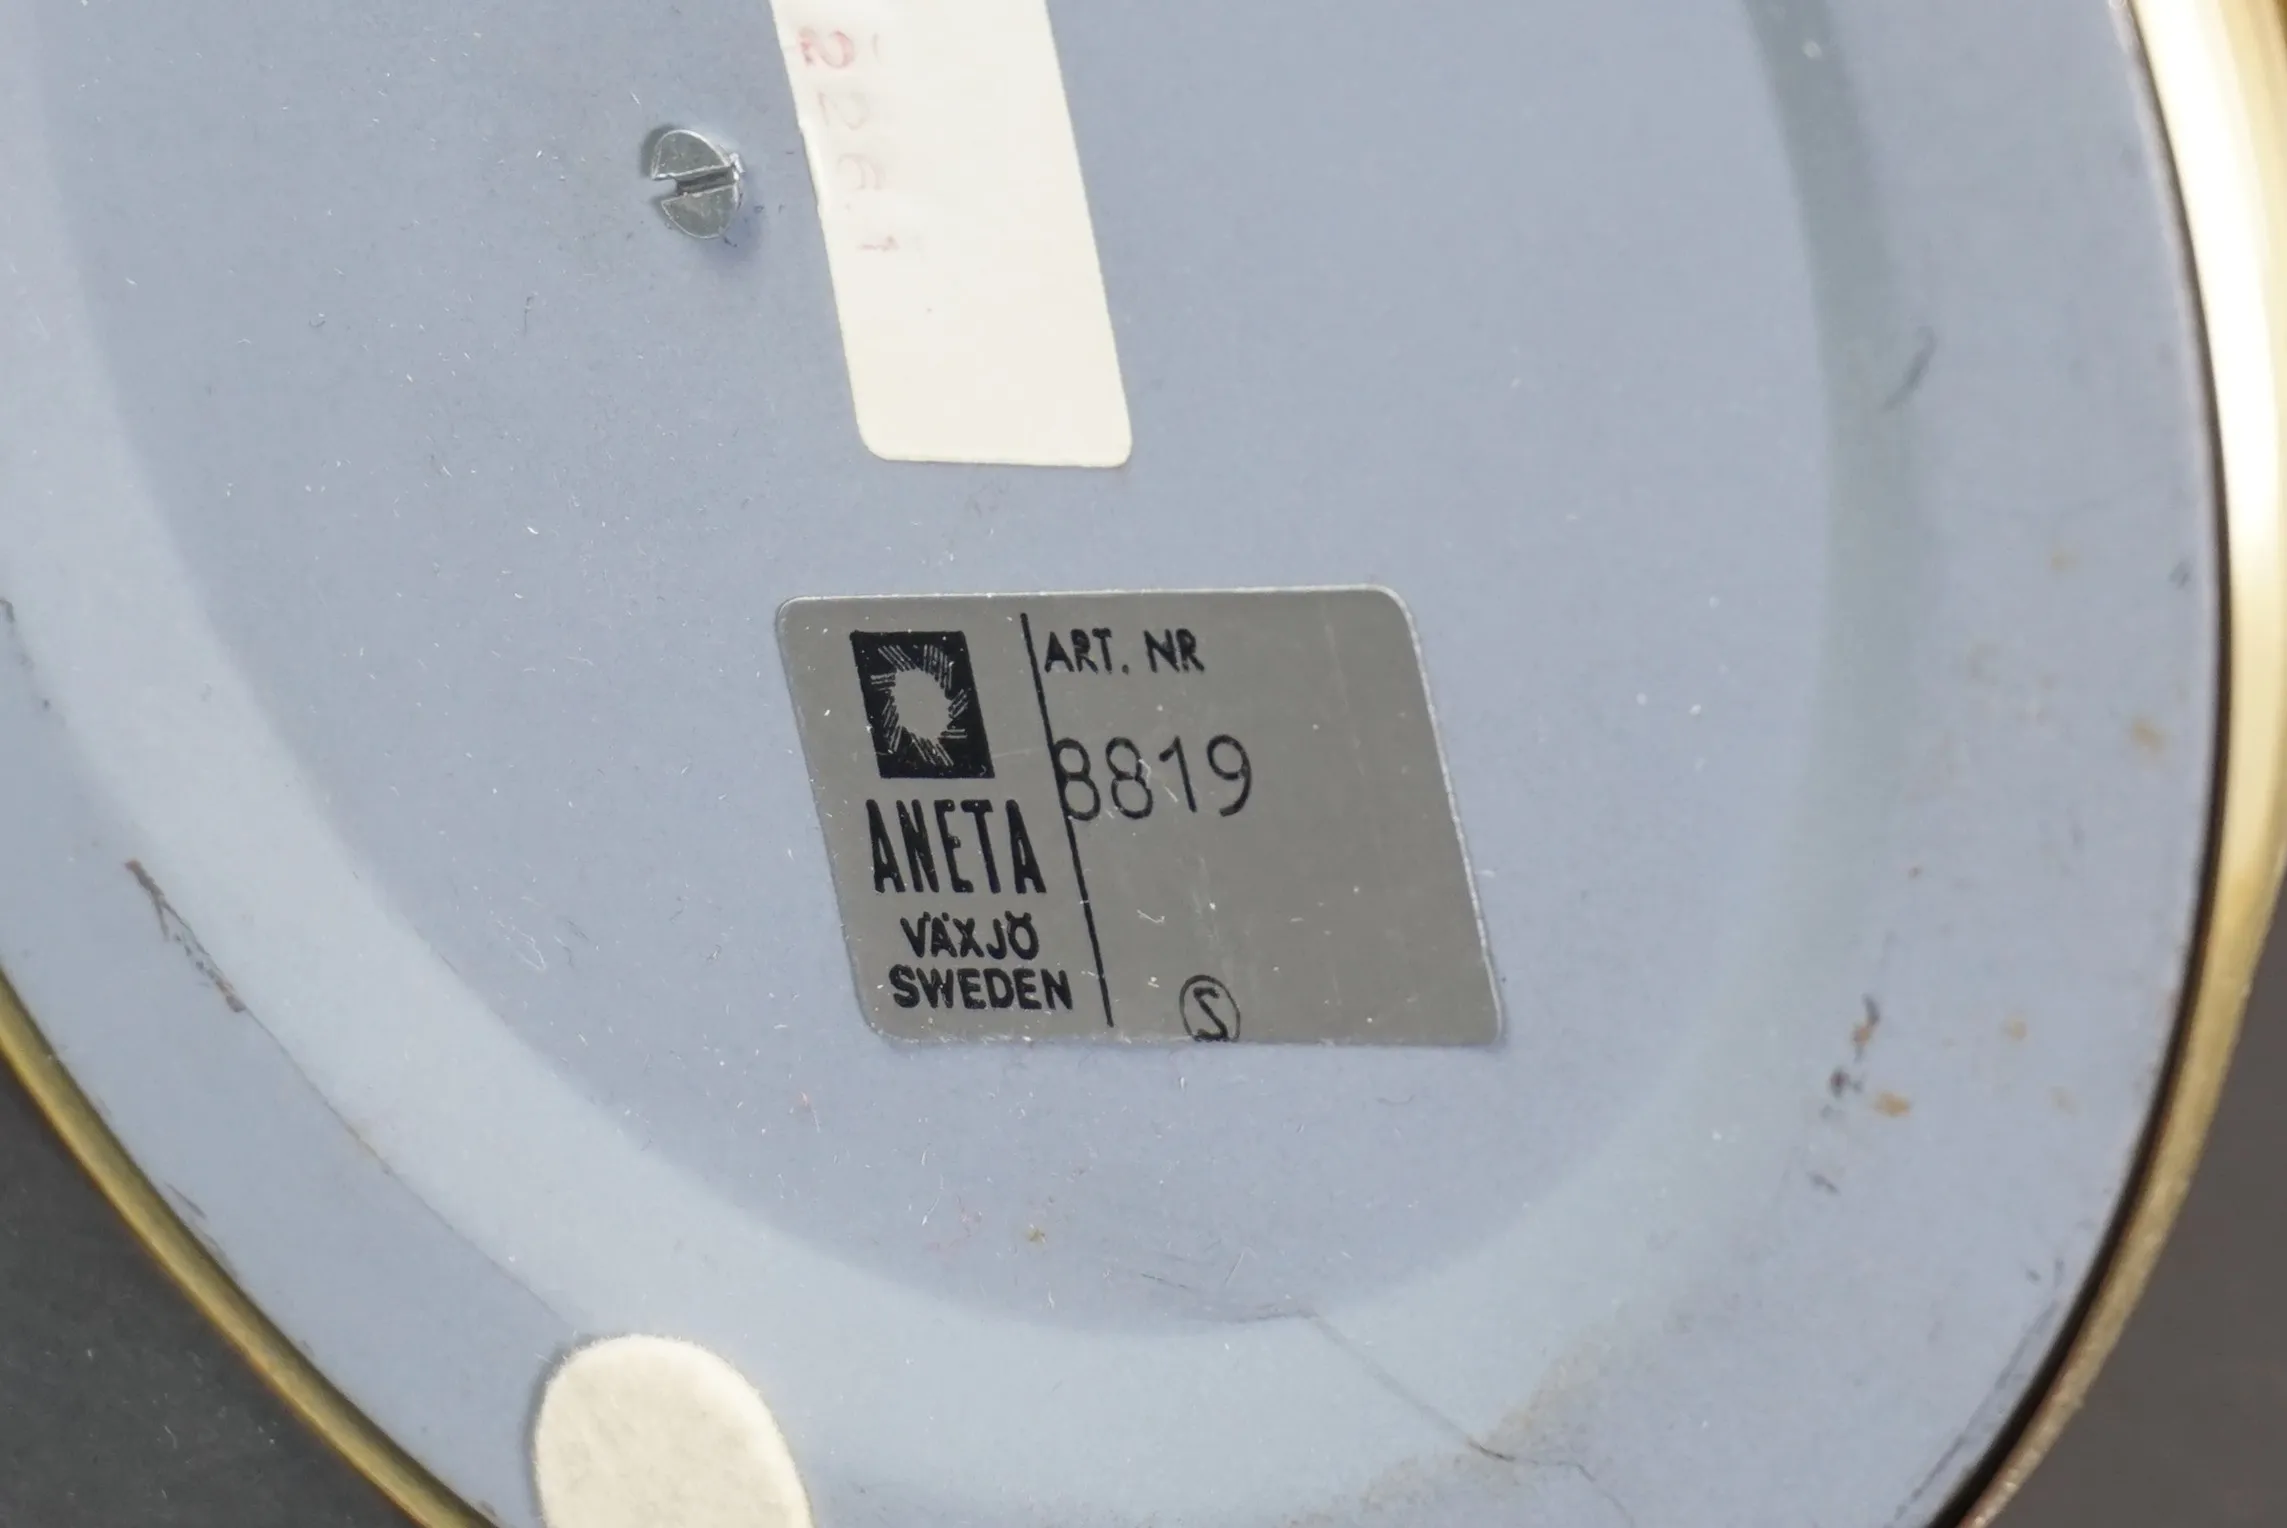 ART. NR
8819
ANETA
VÄXJÖ
SWEDEN
S